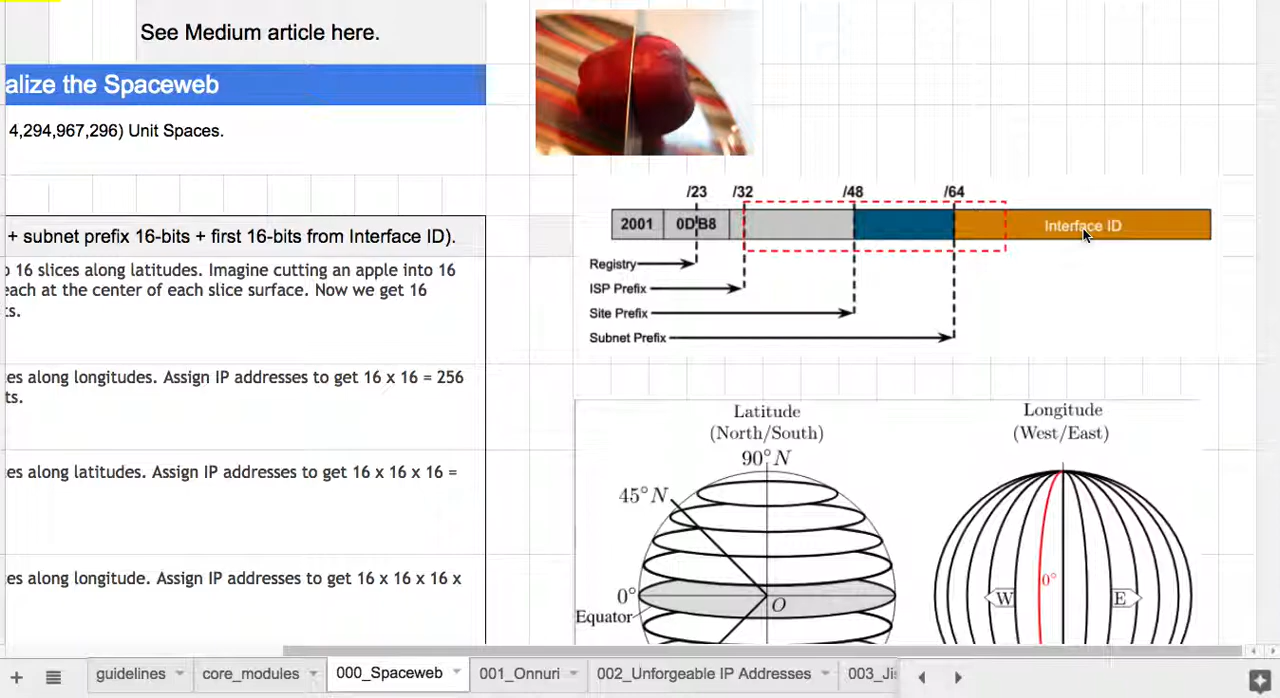 See Medium article here.
alize the Spaceweb
4,294,967,296) Unit Spaces.
+ subnet prefix 16-bits + first 16-bits from Interface ID).
16 slices along latitudes. Imagine cutting an apple into 16
each at the center of each slice surface. Now we get 16
ts.
es along longitudes. Assign IP addresses to get 16 x 16 = 256
ts.
es along latitudes. Assign IP addresses to get 16 x 16 x 16 =
es along longitude. Assign IP addresses to get 16 x 16 x 16 x
/23 /32 /48 /64
2001 0DB8 Interface ID
Registry
ISP Prefix
Site Prefix
Subnet Prefix
Latitude
(North/South)
90° N
45° N
0°
O
Equator
Longitude
(West/East)
0°
W E
guidelines core_modules 000_Spaceweb 001_Onnuri 002_Unforgeable IP Addresses 003_Ji